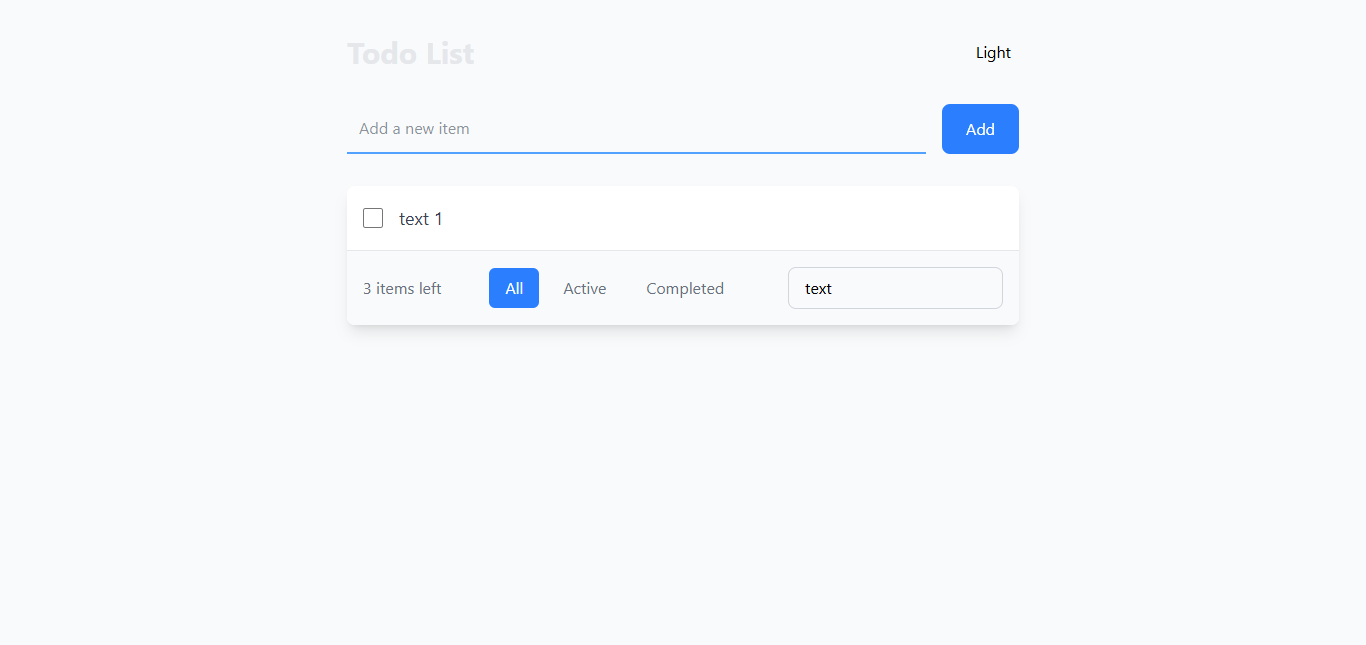 Todo List
Light
Add a new item
Add
text 1
3 items left
All
Active
Completed
text